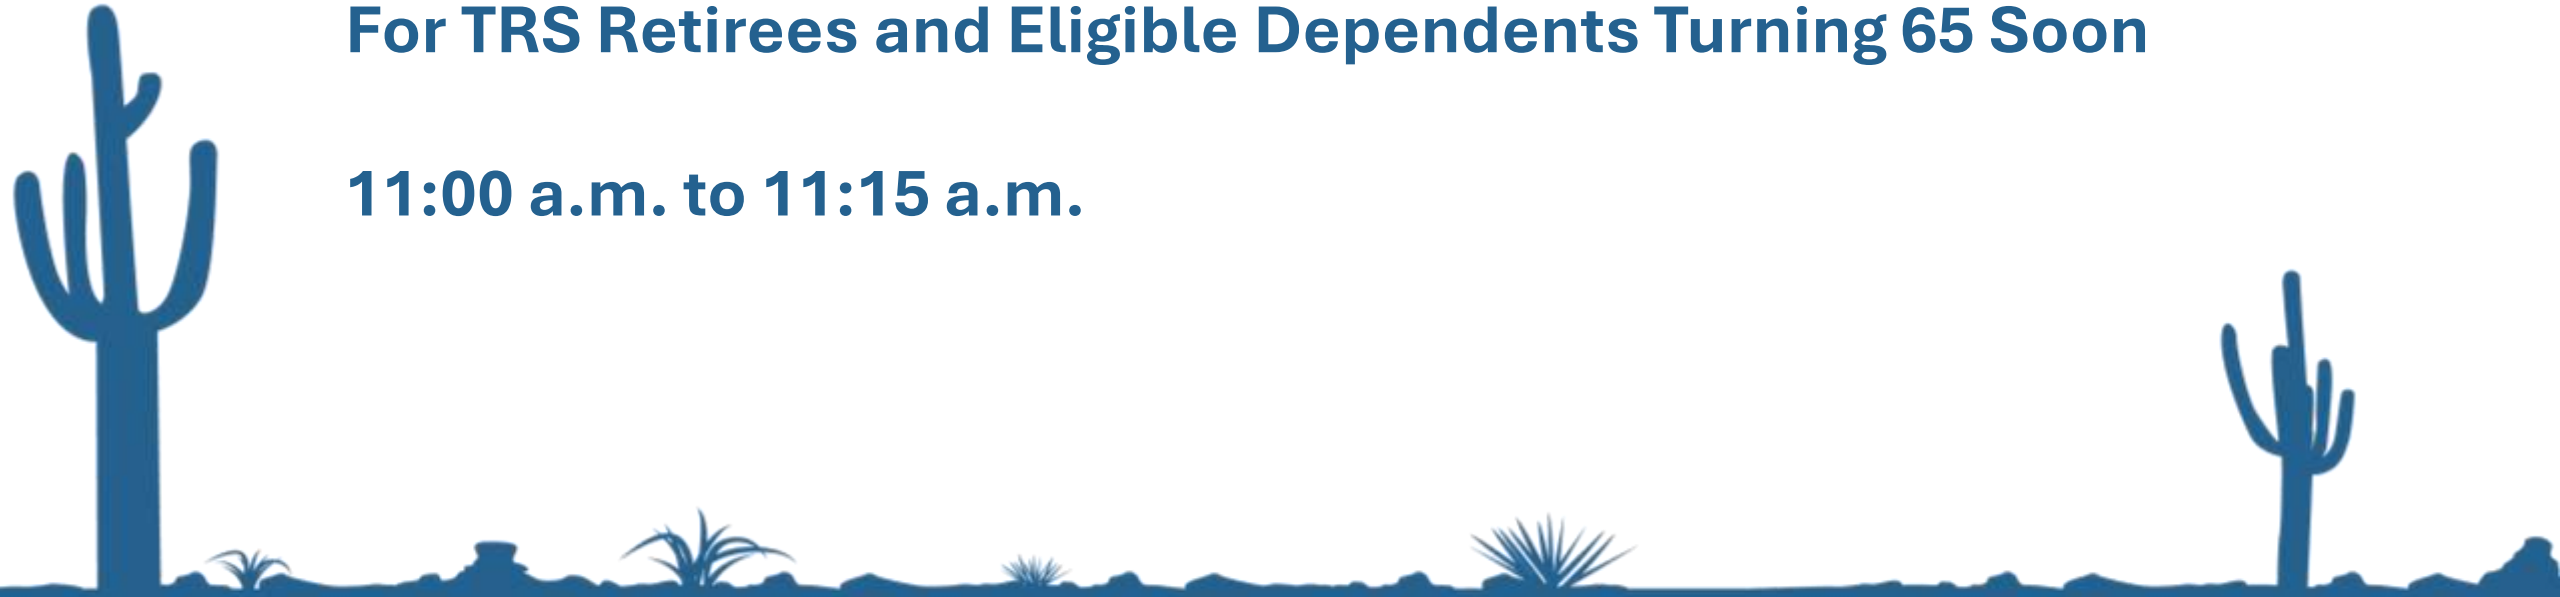 For TRS Retirees and Eligible Dependents Turning 65 Soon
11:00 a.m. to 11:15 a.m.